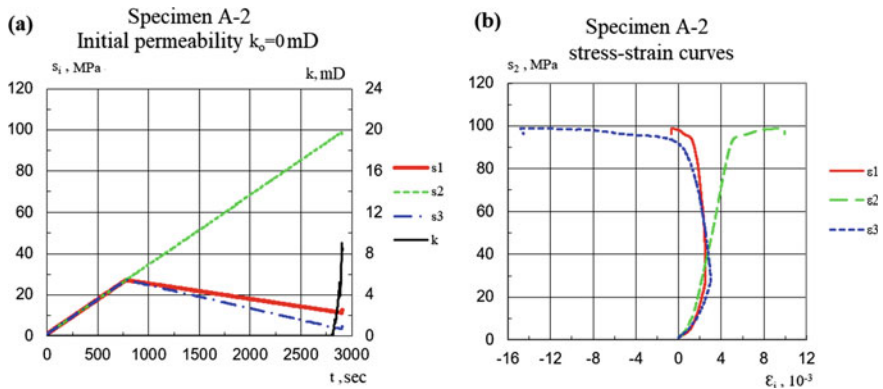 (a)
Specimen A-2
Initial permeability k₀=0 mD
sᵢ , MPa
k, mD
120
100
80
60
40
20
0
24
20
16
12
8
4
0
s1
s2
s3
k
0 500 1000 1500 2000 2500 3000
t , sec
(b)
Specimen A-2
stress-strain curves
s₂ , MPa
120
100
80
60
40
20
0
ε1
ε2
ε3
-16 -12 -8 -4 0 4 8 12
εᵢ , 10⁻³